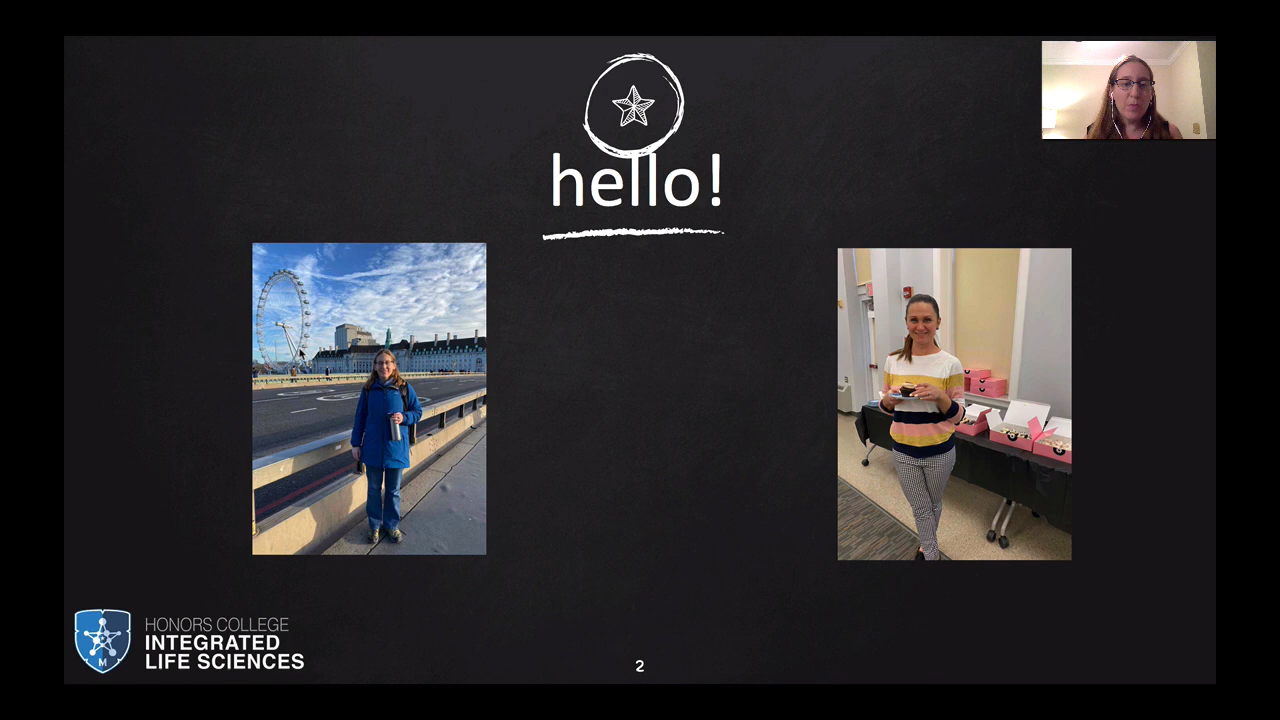 hello!
HONORS COLLEGE
INTEGRATED
LIFE SCIENCES
M
2